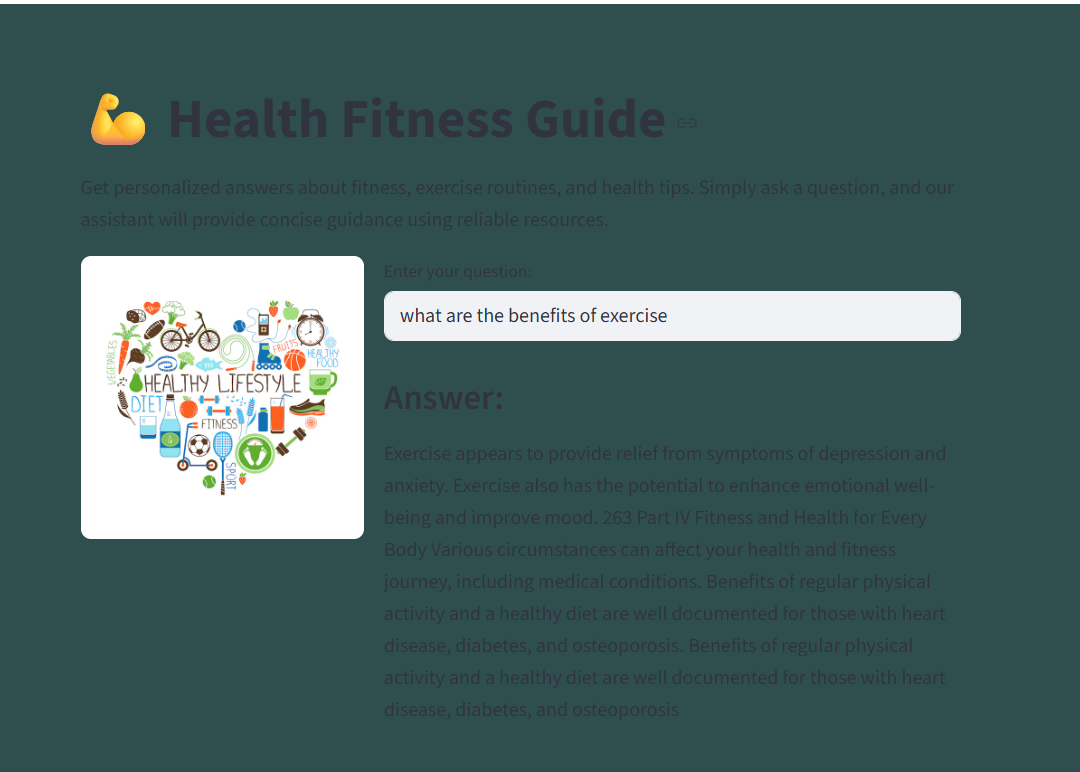 💪 Health Fitness Guide
Get personalized answers about fitness, exercise routines, and health tips. Simply ask a question, and our
assistant will provide concise guidance using reliable resources.
Enter your question:
what are the benefits of exercise
VEGETABLES
FRUITS
HEALTHY
FOOD
HEALTHY LIFESTYLE
DIET
FITNESS
SPORT
Answer:
Exercise appears to provide relief from symptoms of depression and
anxiety. Exercise also has the potential to enhance emotional well-
being and improve mood. 263 Part IV Fitness and Health for Every
Body Various circumstances can affect your health and fitness
journey, including medical conditions. Benefits of regular physical
activity and a healthy diet are well documented for those with heart
disease, diabetes, and osteoporosis. Benefits of regular physical
activity and a healthy diet are well documented for those with heart
disease, diabetes, and osteoporosis